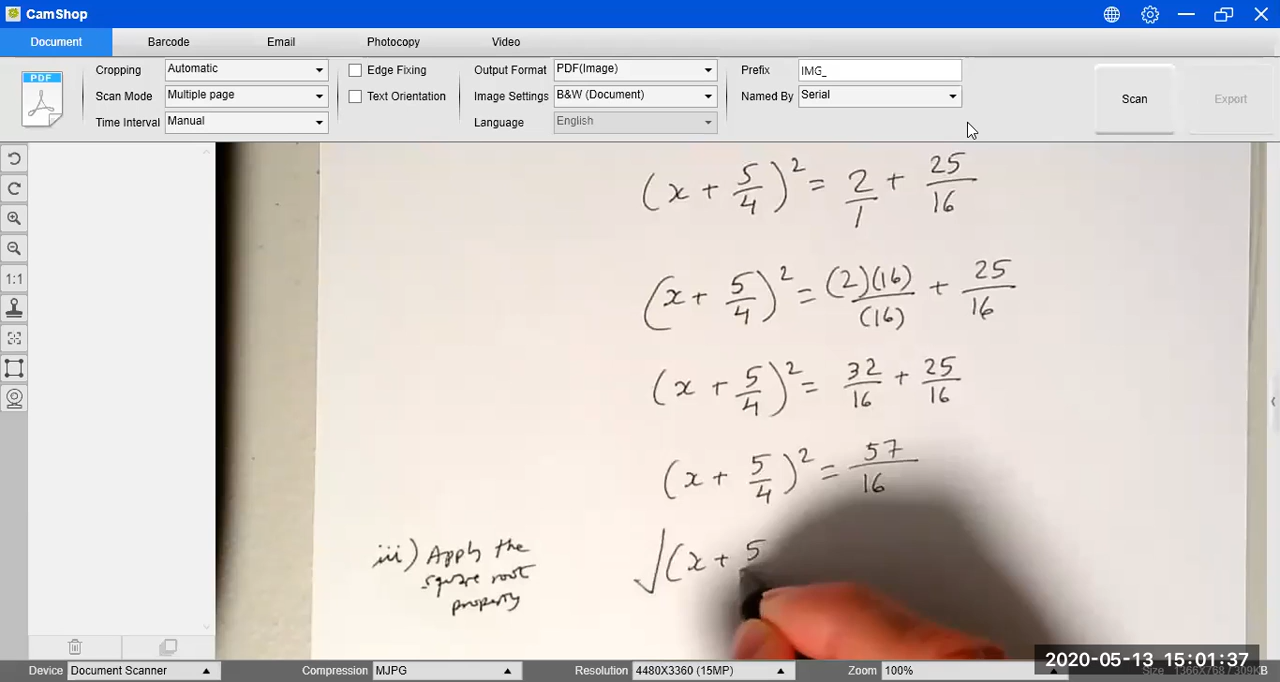 CamShop
Document Barcode Email Photocopy Video
PDF Cropping Automatic Edge Fixing Output Format PDF(Image) Prefix IMG_
Scan Mode Multiple page Text Orientation Image Settings B&W (Document) Named By Serial Scan Export
Time Interval Manual Language English
1:1
(x + 5/4)² = 2/1 + 25/16
(x + 5/4)² = (2)(16)/(16) + 25/16
(x + 5/4)² = 32/16 + 25/16
(x + 5/4)² = 57/16
iii) Apply the √(x + 5
square root
property
2020-05-13 15:01:37
Device Document Scanner Compression MJPG Resolution 4480X3360 (15MP) Zoom 100%